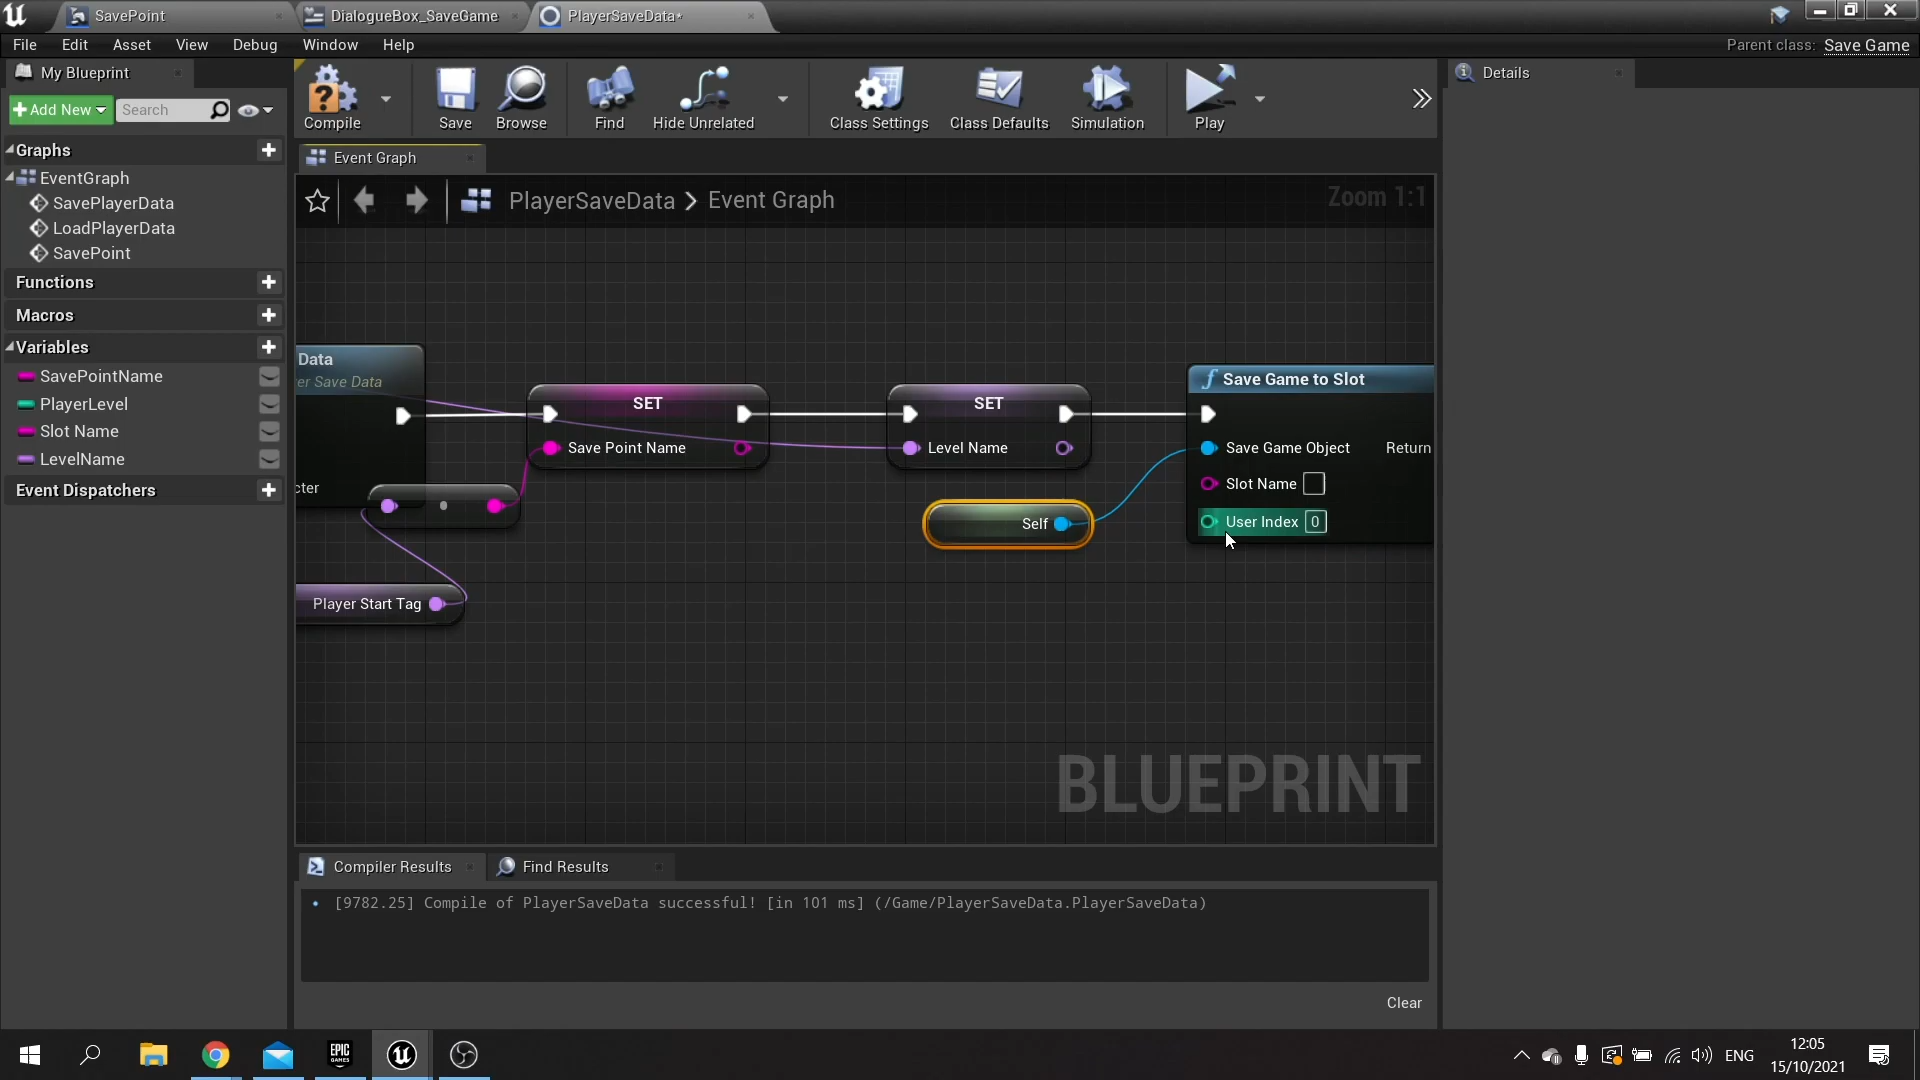 SavePoint
DialogueBox_SaveGame
PlayerSaveData*
File Edit Asset View Debug Window Help
Parent class: Save Game
My Blueprint
Add New
Search
Graphs
EventGraph
SavePlayerData
LoadPlayerData
SavePoint
Functions
Macros
Variables
SavePointName
PlayerLevel
Slot Name
LevelName
Event Dispatchers
Compile
Save
Browse
Find
Hide Unrelated
Class Settings
Class Defaults
Simulation
Play
Event Graph
PlayerSaveData > Event Graph
Zoom 1:1
Data
er Save Data
cter
Player Start Tag
SET
Save Point Name
SET
Level Name
Self
f Save Game to Slot
Save Game Object Return
Slot Name
User Index 0
BLUEPRINT
Compiler Results
Find Results
• [9782.25] Compile of PlayerSaveData successful! [in 101 ms] (/Game/PlayerSaveData.PlayerSaveData)
Clear
Details
EPIC
GAMES
ENG
12:05
15/10/2021